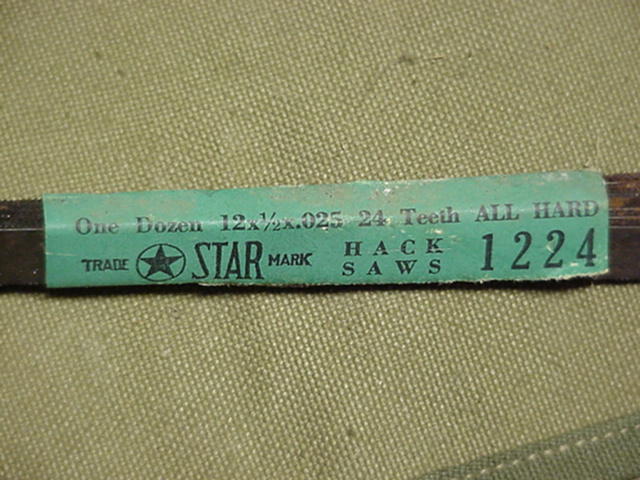 One Dozen 12x½x.025 24 Teeth ALL HARD
TRADE STAR MARK HACK SAWS 1224